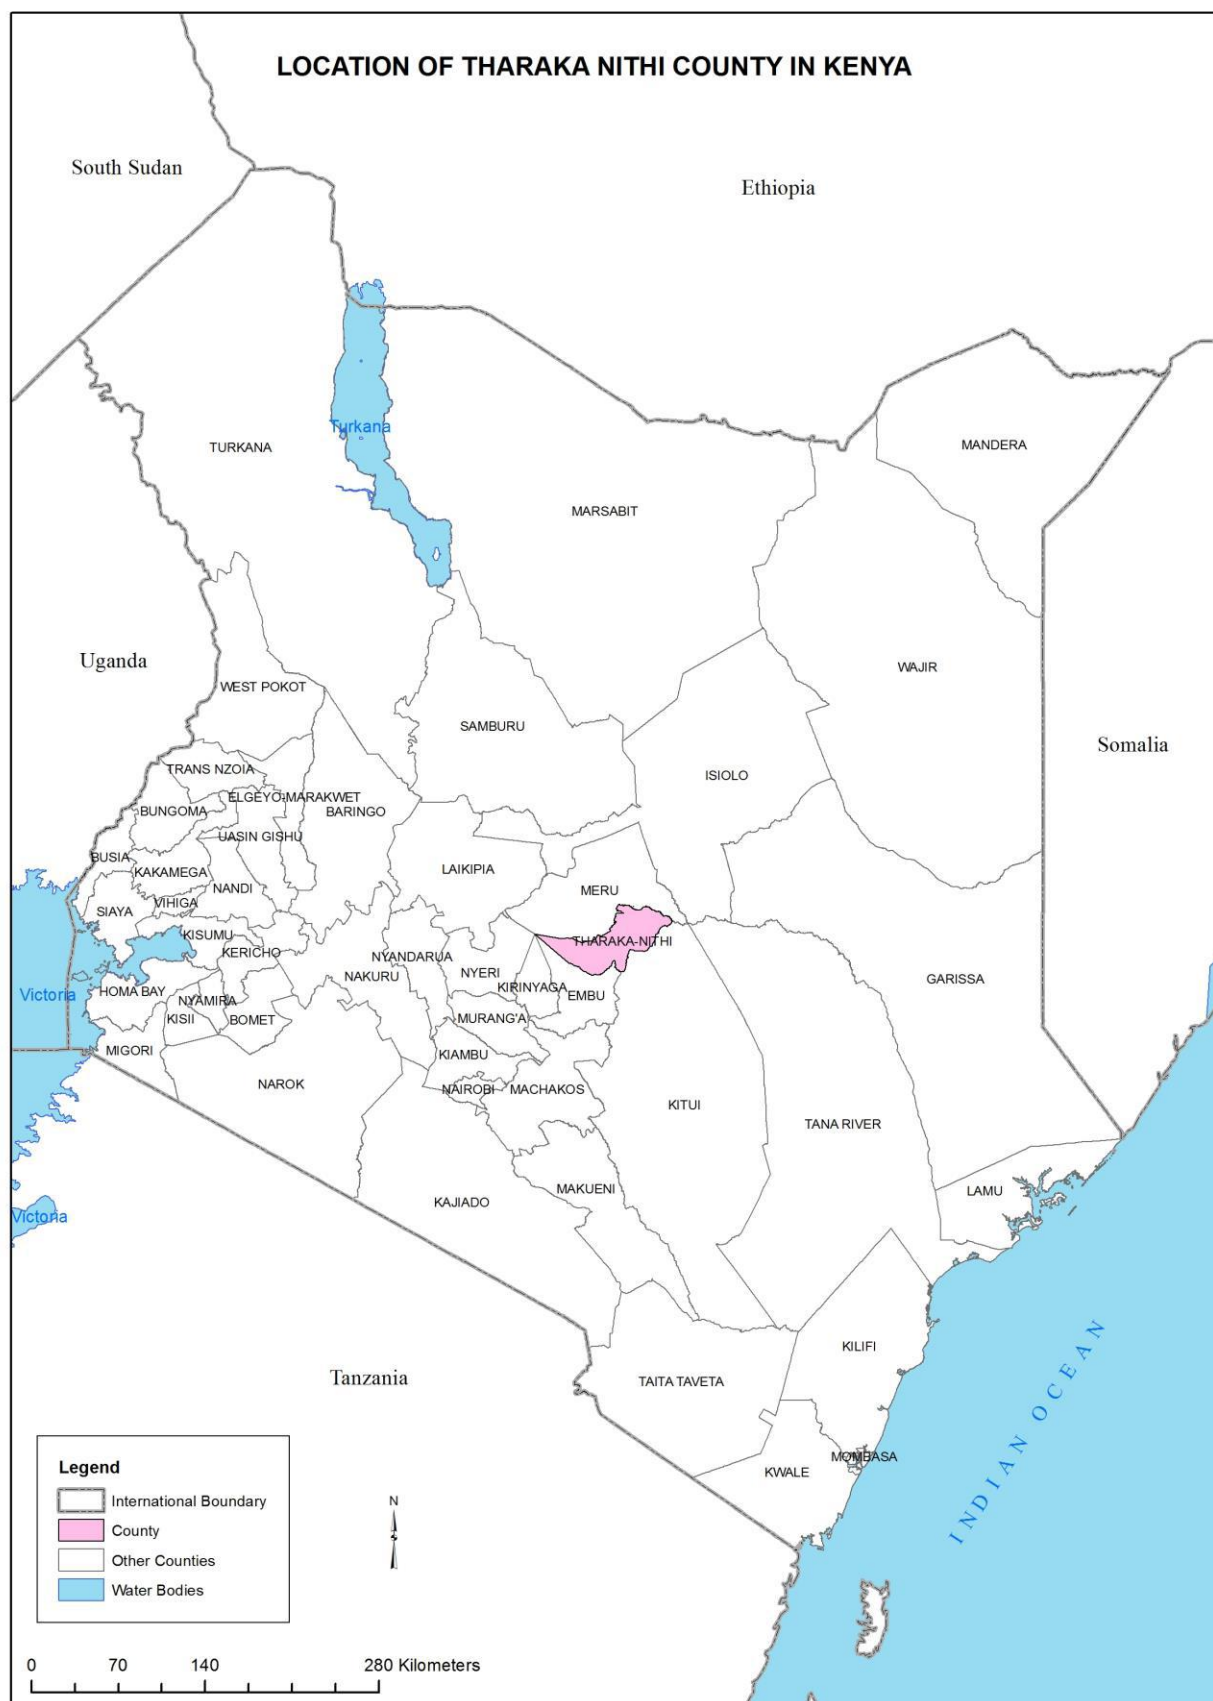 LOCATION OF THARAKA NITHI COUNTY IN KENYA
South Sudan
Ethiopia
Turkana
TURKANA
MANDERA
MARSABIT
Uganda
WAJIR
WEST POKOT
SAMBURU
Somalia
TRANS NZOIA
ISIOLO
ELGEYO-MARAKWET
BUNGOMA
BARINGO
UASIN GISHU
BUSIA
KAKAMEGA
LAIKIPIA
NANDI
MERU
VIHIGA
SIAYA
KISUMU
THARAKA-NITHI
KERICHO
NYANDARUA
NYERI
NAKURU
GARISSA
KIRINYAGA
HOMA BAY
Victoria
EMBU
NYAMIRA
KISII
BOMET
MURANG'A
MIGORI
KIAMBU
NAROK
NAIROBI
MACHAKOS
KITUI
TANA RIVER
MAKUENI
LAMU
KAJIADO
Victoria
KILIFI
Tanzania
TAITA TAVETA
INDIAN OCEAN
MOMBASA
KWALE
Legend
International Boundary
County
Other Counties
Water Bodies
N
0 70 140 280 Kilometers